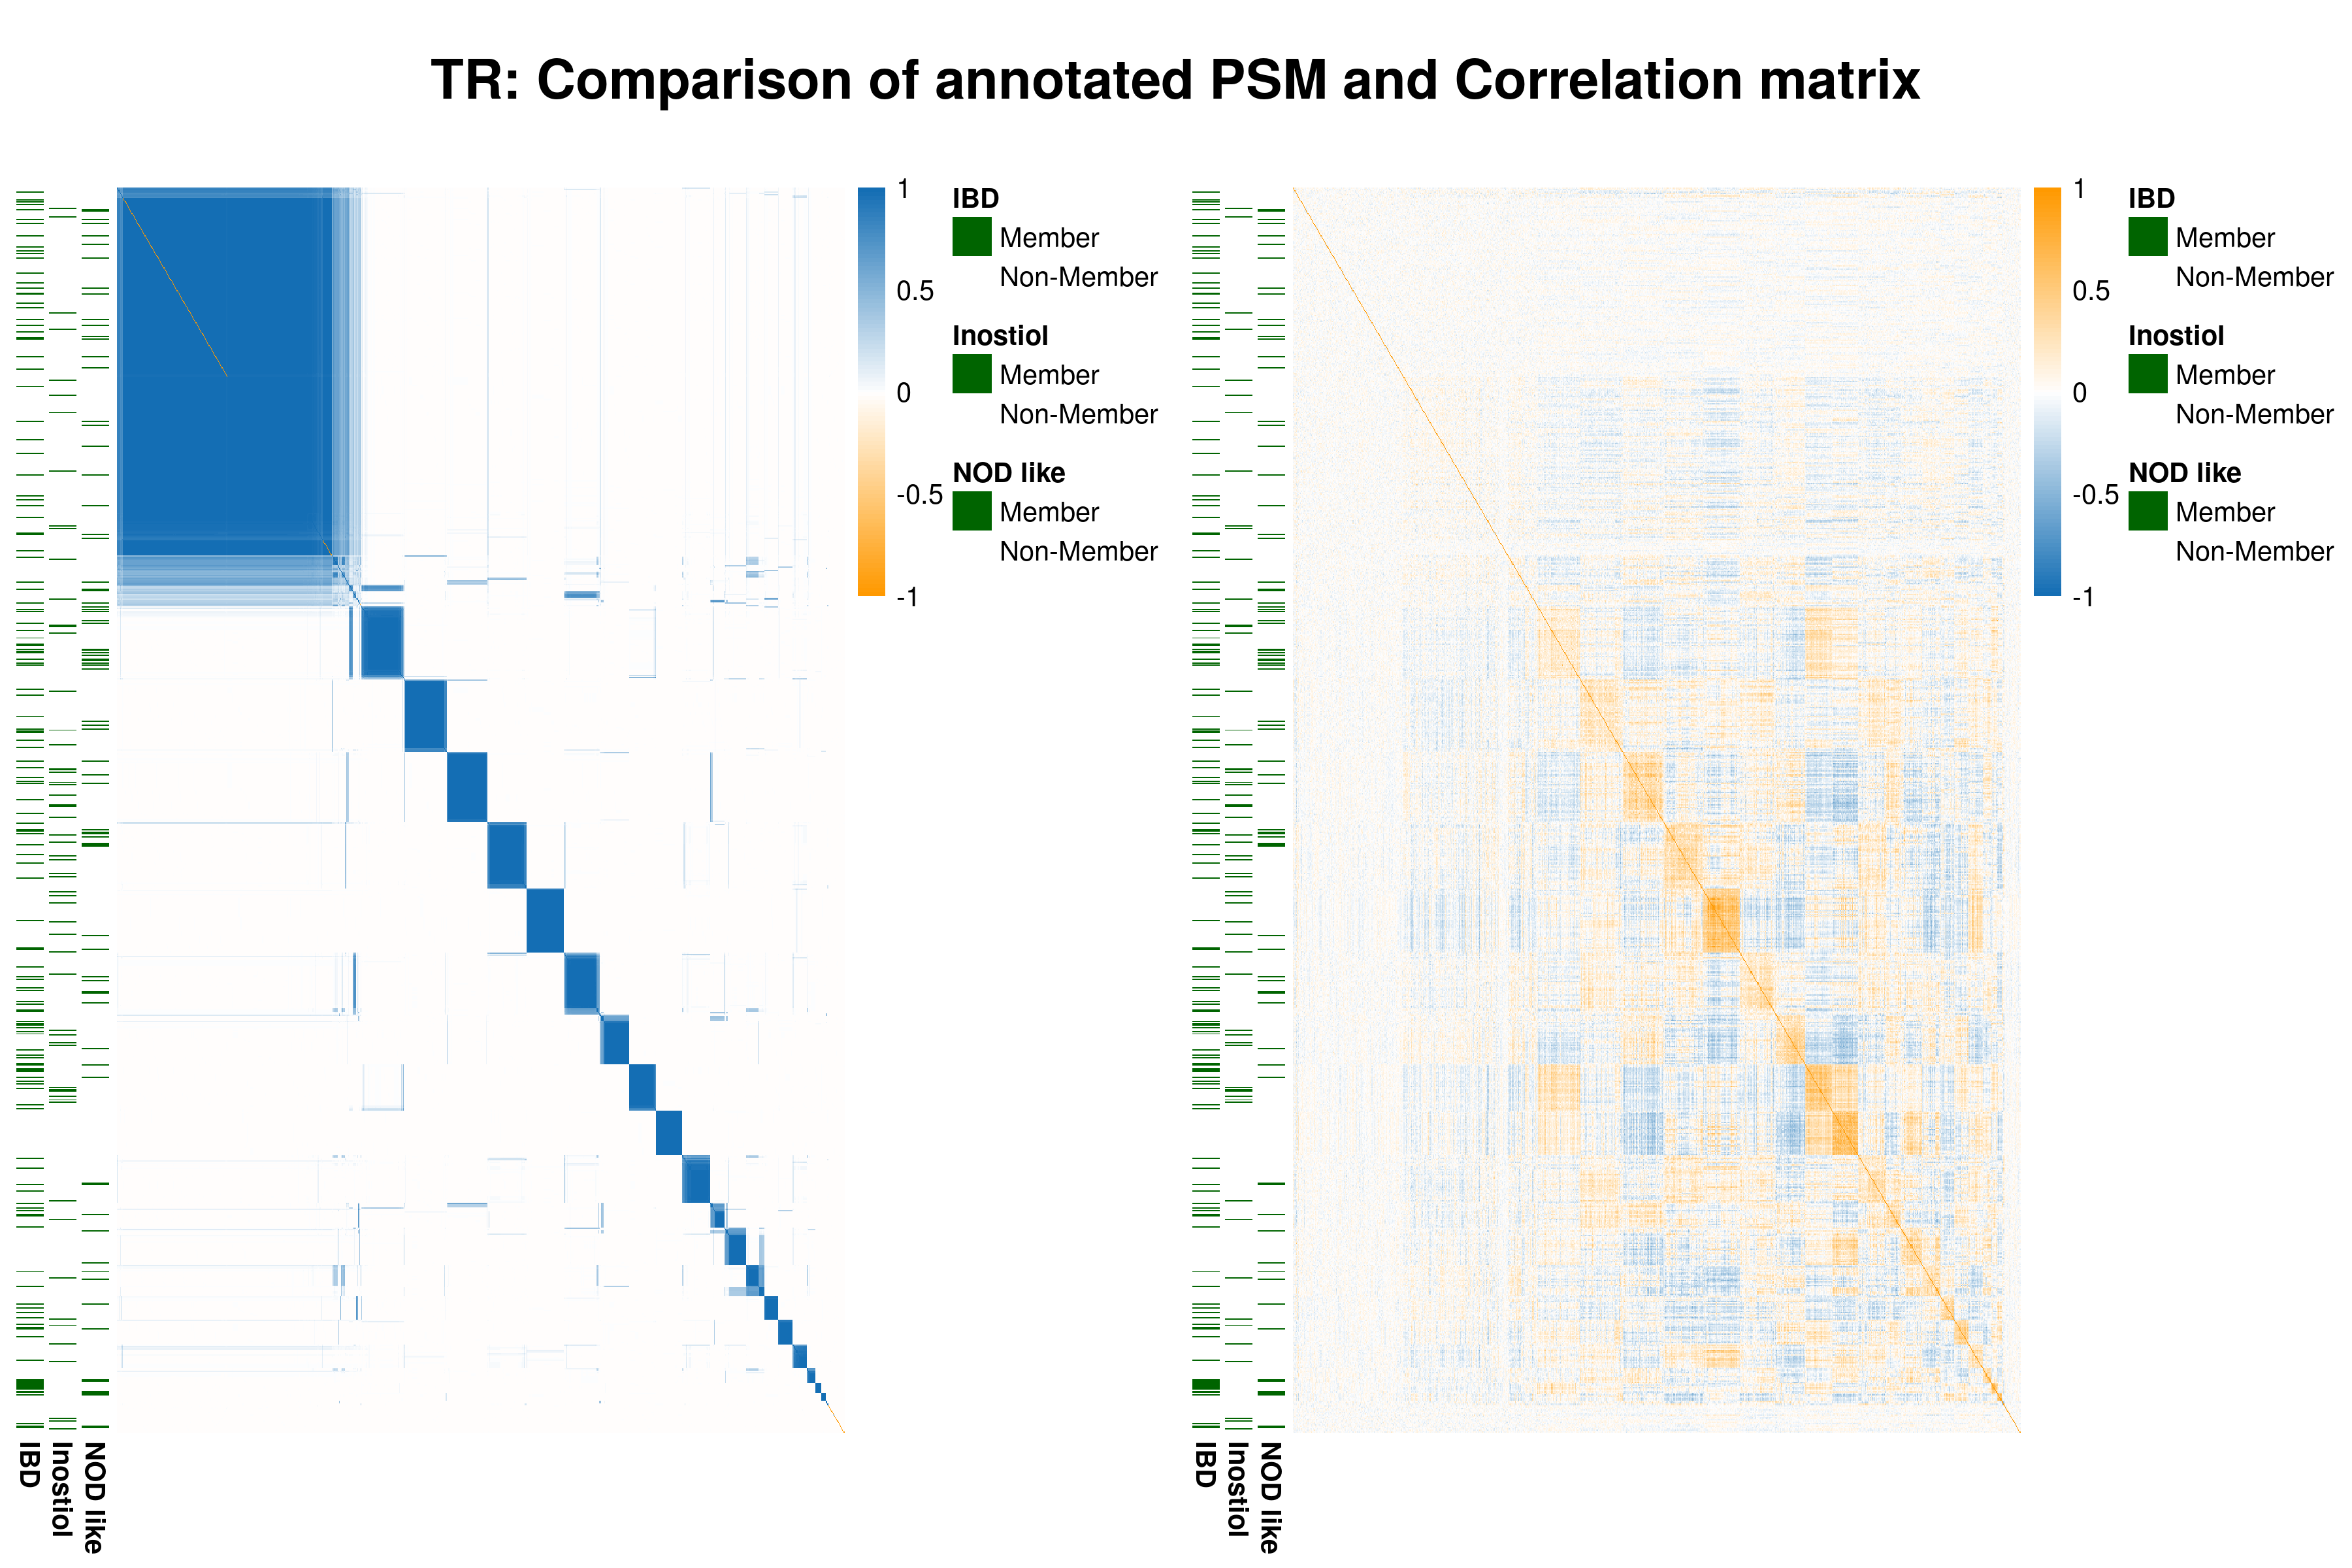 TR: Comparison of annotated PSM and Correlation matrix
1
0.5
0
-0.5
-1
IBD
Member
Non-Member
Inostiol
Member
Non-Member
NOD like
Member
Non-Member
IBD
Inostiol
NOD like
1
0.5
0
-0.5
-1
IBD
Member
Non-Member
Inostiol
Member
Non-Member
NOD like
Member
Non-Member
IBD
Inostiol
NOD like